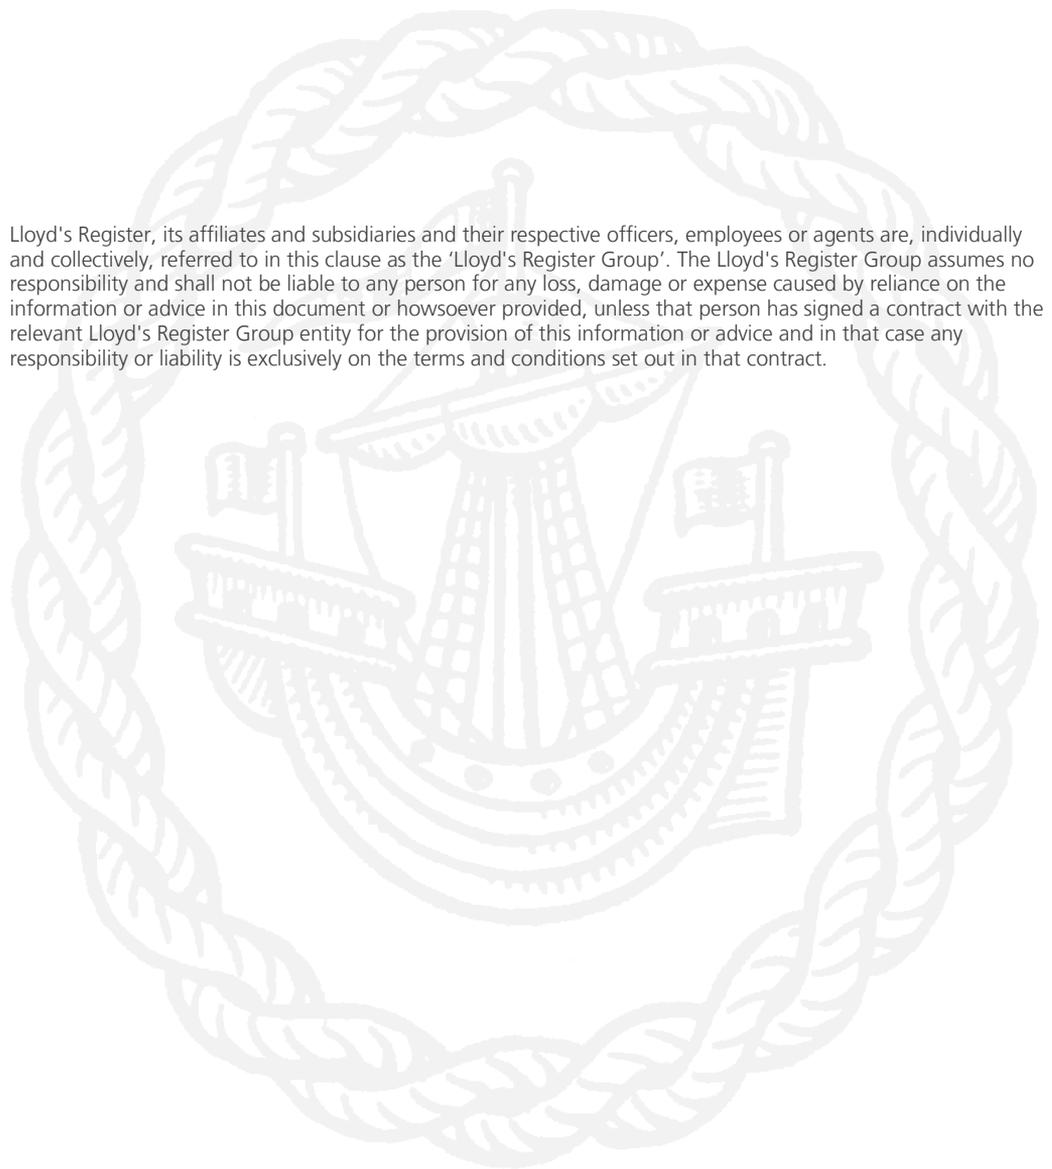 Lloyd's Register, its affiliates and subsidiaries and their respective officers, employees or agents are, individually
and collectively, referred to in this clause as the ‘Lloyd's Register Group’. The Lloyd's Register Group assumes no
responsibility and shall not be liable to any person for any loss, damage or expense caused by reliance on the
information or advice in this document or howsoever provided, unless that person has signed a contract with the
relevant Lloyd's Register Group entity for the provision of this information or advice and in that case any
responsibility or liability is exclusively on the terms and conditions set out in that contract.